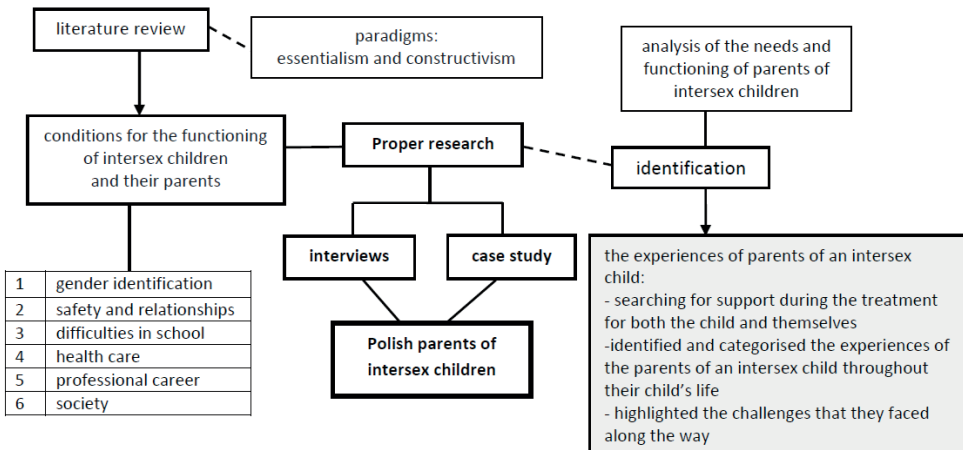 literature review
paradigms:
essentialism and constructivism
analysis of the needs and
functioning of parents of
intersex children
conditions for the functioning
of intersex children
and their parents
Proper research
identification
interviews
case study
Polish parents of
intersex children
1 gender identification
2 safety and relationships
3 difficulties in school
4 health care
5 professional career
6 society
the experiences of parents of an intersex
child:
- searching for support during the treatment
for both the child and themselves
-identified and categorised the experiences of
the parents of an intersex child throughout
their child’s life
- highlighted the challenges that they faced
along the way